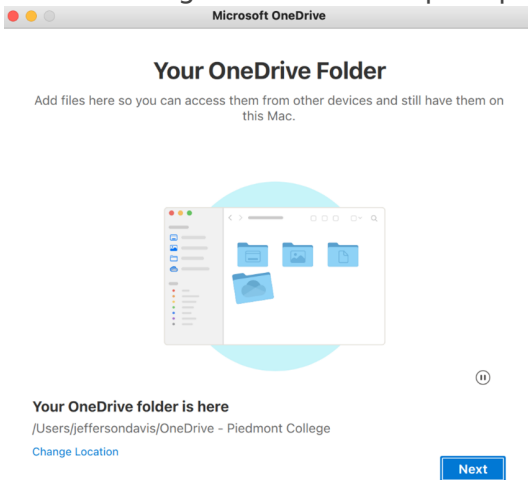 Microsoft OneDrive
Your OneDrive Folder
Add files here so you can access them from other devices and still have them on
this Mac.
Your OneDrive folder is here
/Users/jeffersondavis/OneDrive - Piedmont College
Change Location
Next